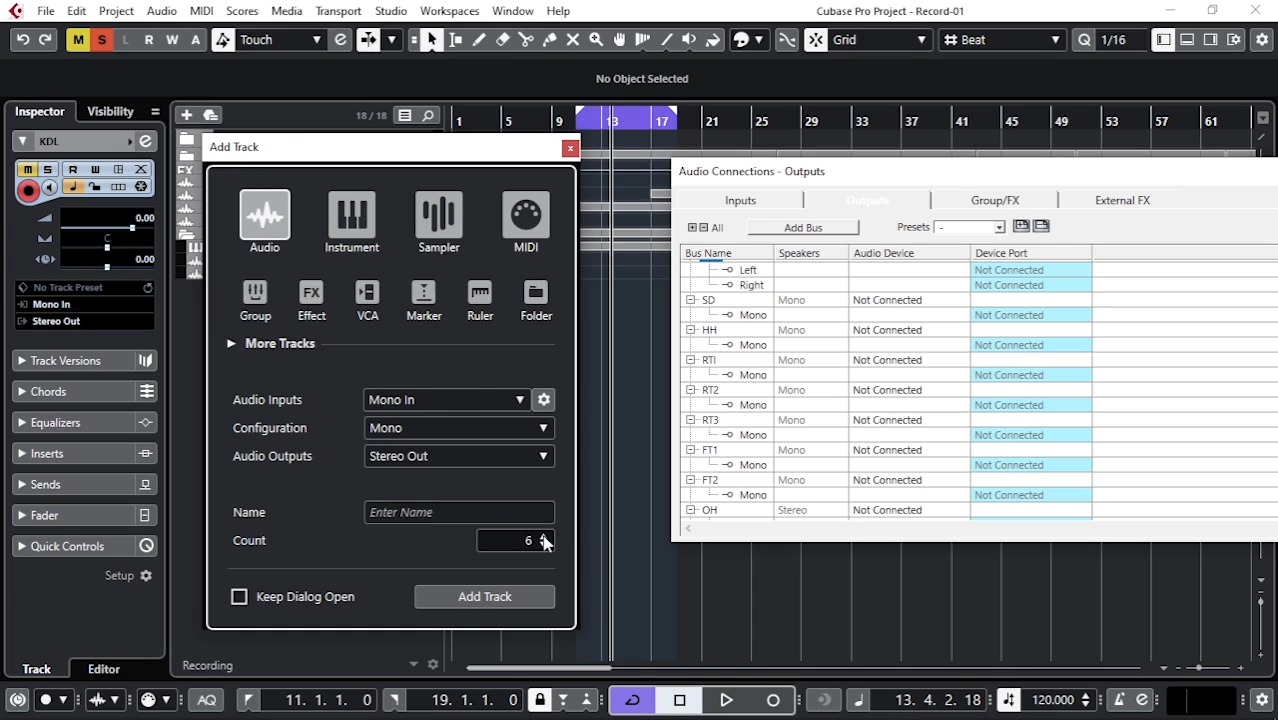 File Edit Project Audio MIDI Scores Media Transport Studio Workspaces Window Help
Cubase Pro Project - Record-01
M S L R W A
Touch
Grid
Beat
Q 1/16
No Object Selected
Inspector
Visibility
18 / 18
1 5 9 13 17 21 25 29 33 37 41 45 49 53 57 61
KDL
M S R W
0.00
C
0.00
No Track Preset
Mono In
Stereo Out
Track Versions
Chords
Equalizers
Inserts
Sends
Fader
Quick Controls
Setup
Track
Editor
FX
Add Track
x
Audio
Instrument
Sampler
MIDI
FX
Group
Effect
VCA
Marker
Ruler
Folder
More Tracks
Audio Inputs
Mono In
Configuration
Mono
Audio Outputs
Stereo Out
Name
Enter Name
Count
6
Keep Dialog Open
Add Track
Recording
Audio Connections - Outputs
Inputs
Outputs
Group/FX
External FX
All
Add Bus
Presets
-
Bus Name
Speakers
Audio Device
Device Port
Left Not Connected
Right Not Connected
SD Mono Not Connected
Mono Not Connected
HH Mono Not Connected
Mono Not Connected
RTI Mono Not Connected
Mono Not Connected
RT2 Mono Not Connected
Mono Not Connected
RT3 Mono Not Connected
Mono Not Connected
FT1 Mono Not Connected
Mono Not Connected
FT2 Mono Not Connected
Mono Not Connected
OH Stereo Not Connected
AQ
11. 1. 1. 0
19. 1. 1. 0
13. 4. 2. 18
120.000